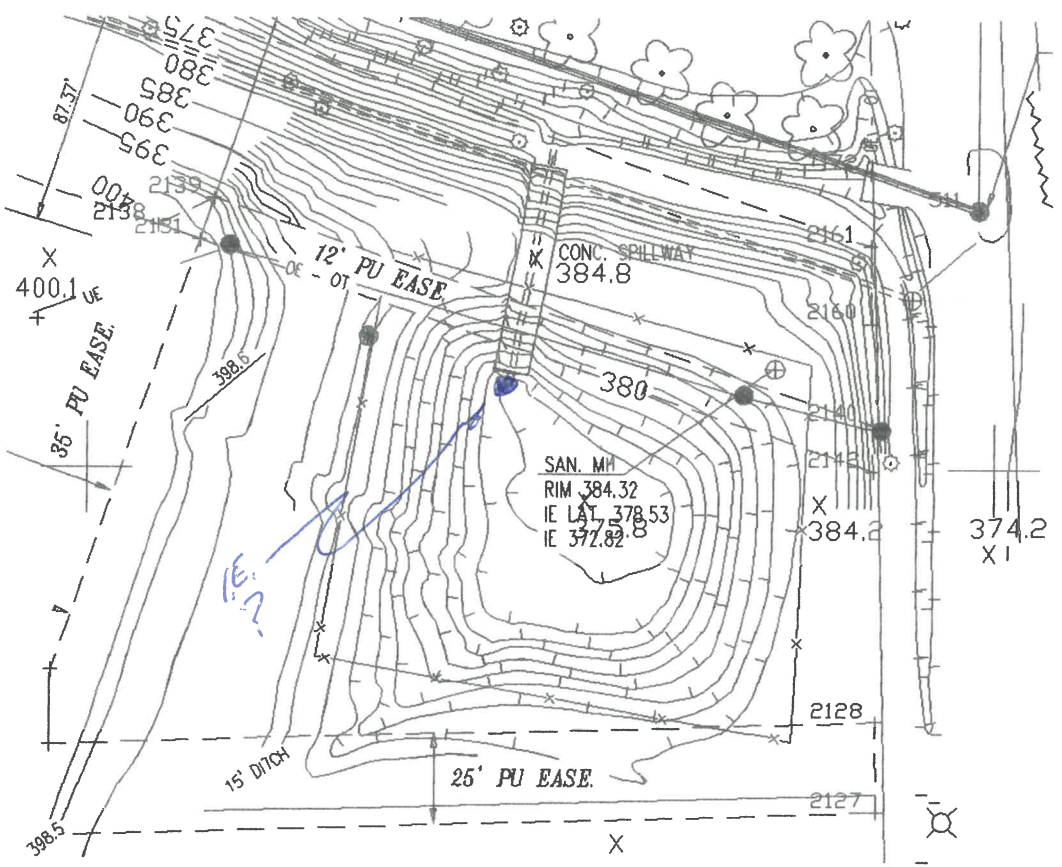 375
380
385
390
395
400
87.37'
2139
2138
2131
12' PU EASE.
OE - OT
CONC. SPILLWAY
384.8
X
400.1
UE
35' PU EASE.
398.6
380
311
2161
2160
2140
2142
SAN. MH
RIM 384.32
IE LAT. 378.53
IE 372.82
375.8
X
384.2
374.2
X
I.E.
?
2128
15' DITCH
25' PU EASE.
2127
398.5
X